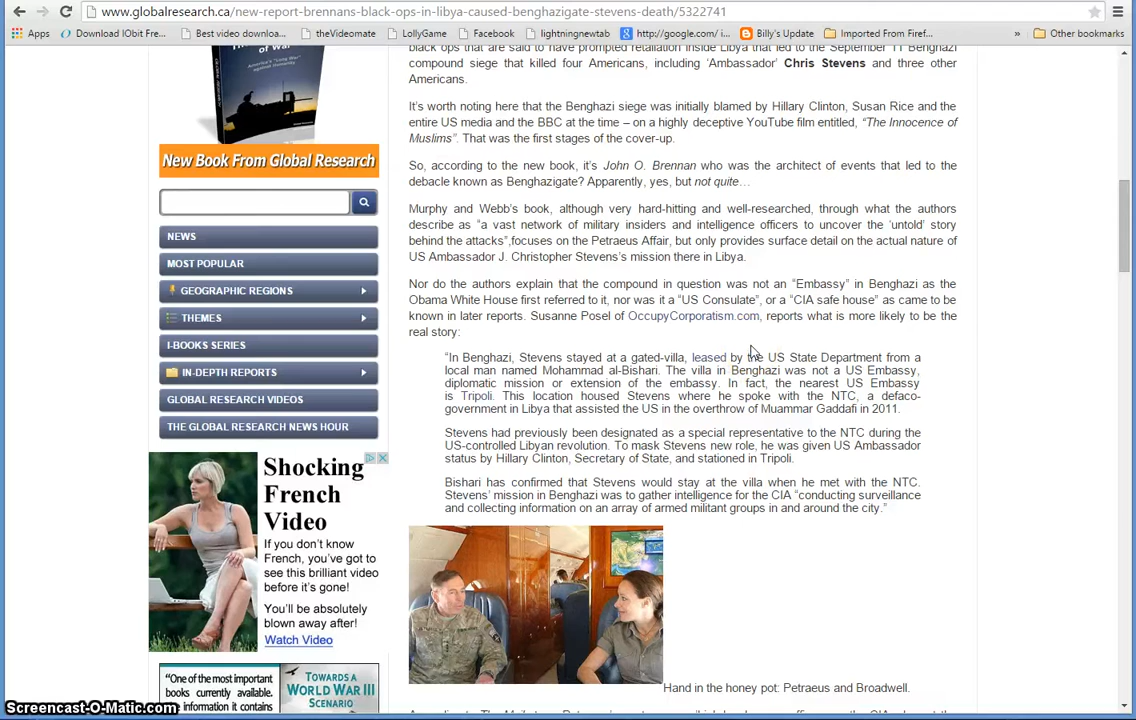 www.globalresearch.ca/new-report-brennans-black-ops-in-libya-caused-benghazigate-stevens-death/5322741
Apps Download IObit Fre... Best video downloa... theVideomate LollyGame Facebook lightningnewtab http://google.com/ i... Billy's Update Imported From Firef... » Other bookmarks
of War
New Book From Global Research
NEWS
MOST POPULAR
GEOGRAPHIC REGIONS
THEMES
I-BOOKS SERIES
IN-DEPTH REPORTS
GLOBAL RESEARCH VIDEOS
THE GLOBAL RESEARCH NEWS HOUR
Shocking
French
Video
If you don't know
French, you've got to
see this brilliant video
before it's gone!
You'll be absolutely
blown away after!
Watch Video
"One of the most important
books currently available.
information it contains
TOWARDS A
WORLD WAR III
SCENARIO
black ops that are said to have prompted retaliation inside Libya that led to the September 11 Benghazi
compound siege that killed four Americans, including 'Ambassador' Chris Stevens and three other
Americans.
It's worth noting here that the Benghazi siege was initially blamed by Hillary Clinton, Susan Rice and the
entire US media and the BBC at the time – on a highly deceptive YouTube film entitled, "The Innocence of
Muslims". That was the first stages of the cover-up.
So, according to the new book, it's John O. Brennan who was the architect of events that led to the
debacle known as Benghazigate? Apparently, yes, but not quite…
Murphy and Webb's book, although very hard-hitting and well-researched, through what the authors
describe as "a vast network of military insiders and intelligence officers to uncover the 'untold' story
behind the attacks",focuses on the Petraeus Affair, but only provides surface detail on the actual nature of
US Ambassador J. Christopher Stevens's mission there in Libya.
Nor do the authors explain that the compound in question was not an "Embassy" in Benghazi as the
Obama White House first referred to it, nor was it a "US Consulate", or a "CIA safe house" as came to be
known in later reports. Susanne Posel of OccupyCorporatism.com, reports what is more likely to be the
real story:
"In Benghazi, Stevens stayed at a gated-villa, leased by the US State Department from a
local man named Mohammad al-Bishari. The villa in Benghazi was not a US Embassy,
diplomatic mission or extension of the embassy. In fact, the nearest US Embassy
is Tripoli. This location housed Stevens where he spoke with the NTC, a defaco-
government in Libya that assisted the US in the overthrow of Muammar Gaddafi in 2011.
Stevens had previously been designated as a special representative to the NTC during the
US-controlled Libyan revolution. To mask Stevens new role, he was given US Ambassador
status by Hillary Clinton, Secretary of State, and stationed in Tripoli.
Bishari has confirmed that Stevens would stay at the villa when he met with the NTC.
Stevens' mission in Benghazi was to gather intelligence for the CIA "conducting surveillance
and collecting information on an array of armed militant groups in and around the city."
Hand in the honey pot: Petraeus and Broadwell.
Screencast-O-Matic.com